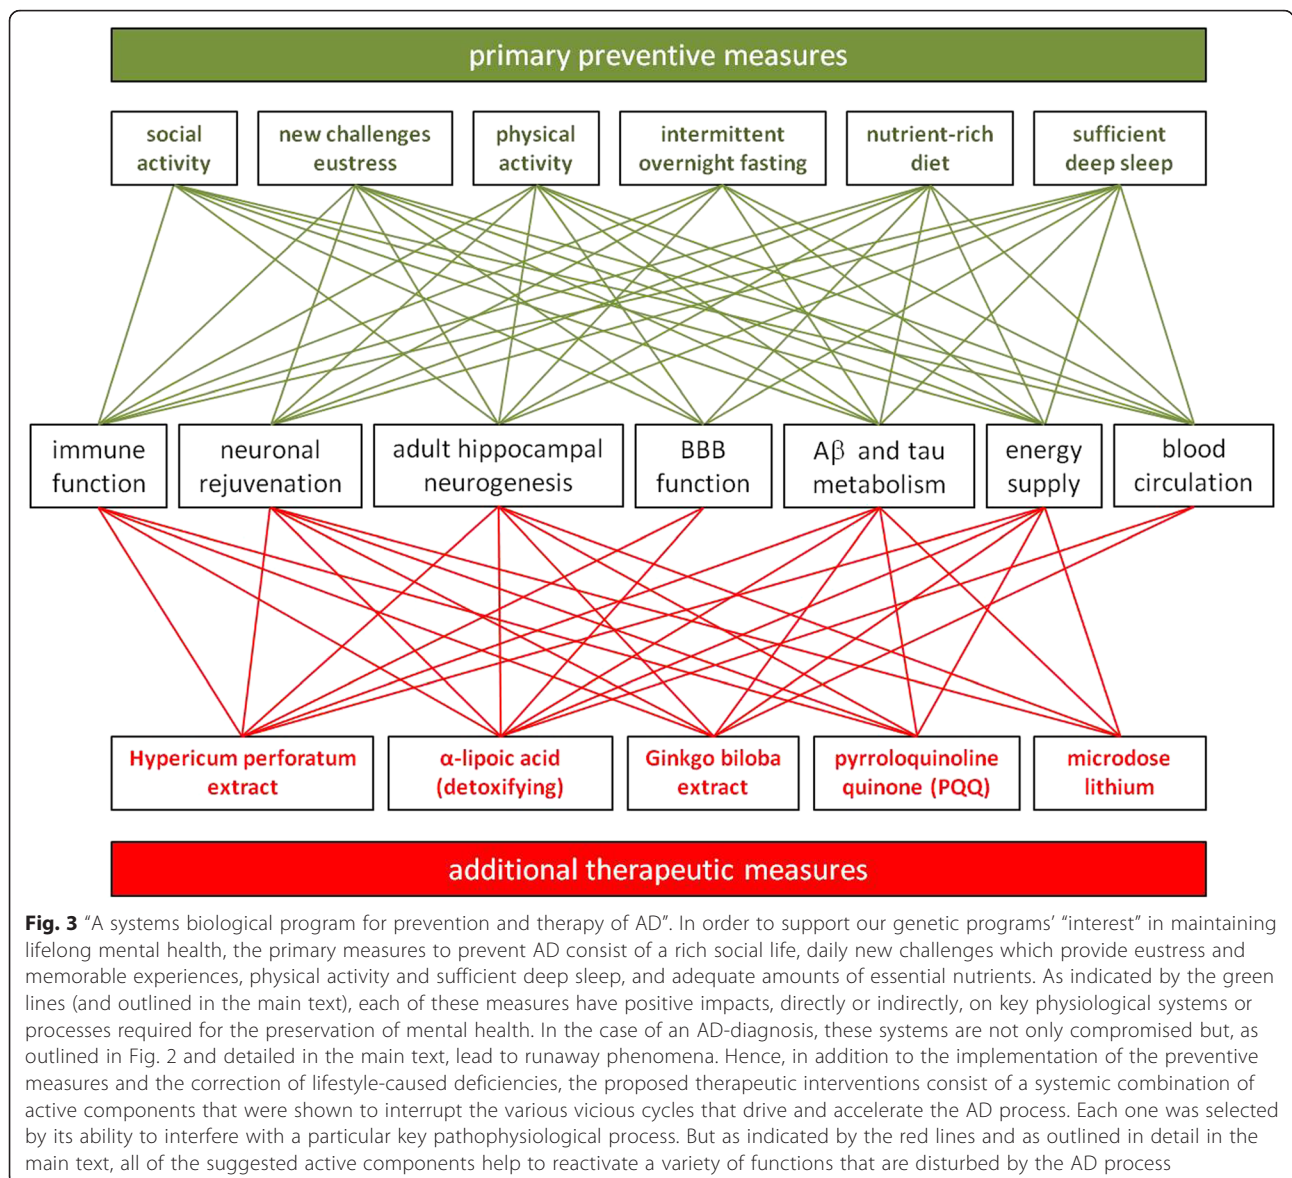 primary preventive measures
social activity
new challenges eustress
physical activity
intermittent overnight fasting
nutrient-rich diet
sufficient deep sleep
immune function
neuronal rejuvenation
adult hippocampal neurogenesis
BBB function
Aβ and tau metabolism
energy supply
blood circulation
Hypericum perforatum extract
α-lipoic acid (detoxifying)
Ginkgo biloba extract
pyrroloquinoline quinone (PQQ)
microdose lithium
additional therapeutic measures
Fig. 3 “A systems biological program for prevention and therapy of AD”. In order to support our genetic programs’ “interest” in maintaining
lifelong mental health, the primary measures to prevent AD consist of a rich social life, daily new challenges which provide eustress and
memorable experiences, physical activity and sufficient deep sleep, and adequate amounts of essential nutrients. As indicated by the green
lines (and outlined in the main text), each of these measures have positive impacts, directly or indirectly, on key physiological systems or
processes required for the preservation of mental health. In the case of an AD-diagnosis, these systems are not only compromised but, as
outlined in Fig. 2 and detailed in the main text, lead to runaway phenomena. Hence, in addition to the implementation of the preventive
measures and the correction of lifestyle-caused deficiencies, the proposed therapeutic interventions consist of a systemic combination of
active components that were shown to interrupt the various vicious cycles that drive and accelerate the AD process. Each one was selected
by its ability to interfere with a particular key pathophysiological process. But as indicated by the red lines and as outlined in detail in the
main text, all of the suggested active components help to reactivate a variety of functions that are disturbed by the AD process